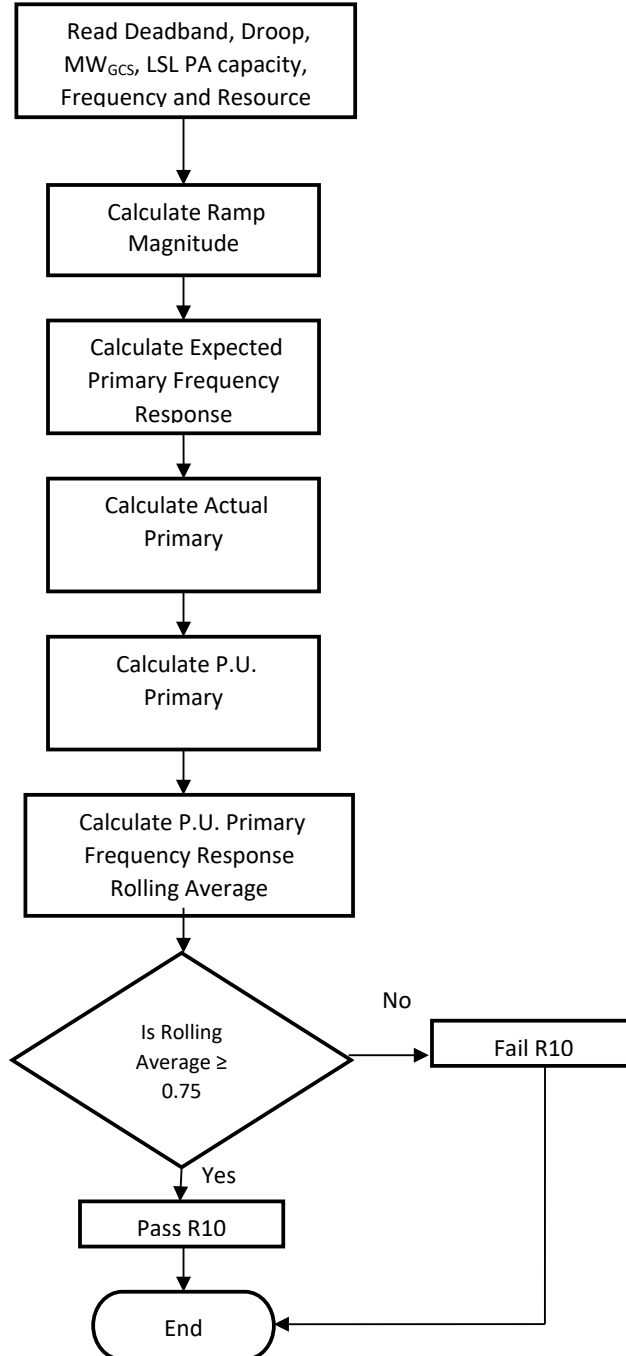 Read Deadband, Droop,
MWGCS, LSL PA capacity,
Frequency and Resource
Calculate Ramp
Magnitude
Calculate Expected
Primary Frequency
Response
Calculate Actual
Primary
Calculate P.U.
Primary
Calculate P.U. Primary
Frequency Response
Rolling Average
Is Rolling
Average ≥
0.75
No
Fail R10
Yes
Pass R10
End